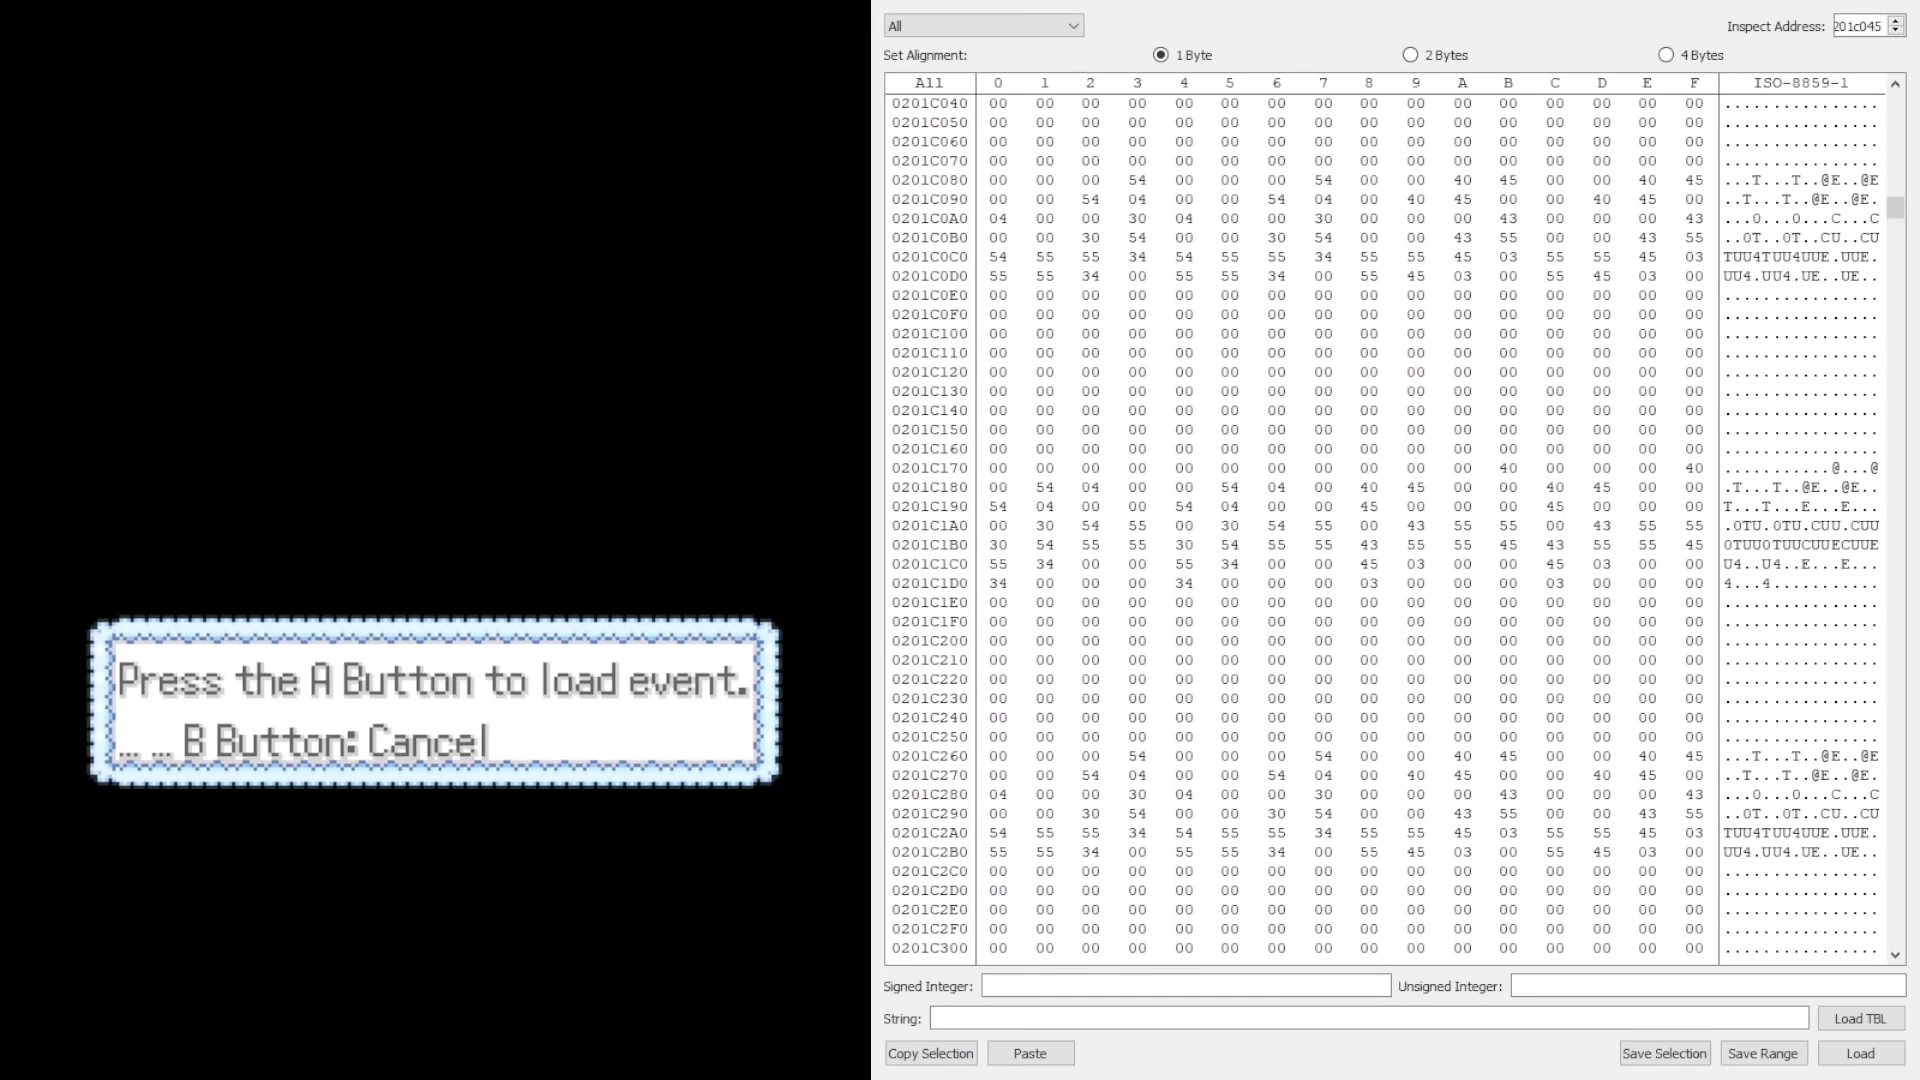 Press the A Button to load event.
... ... B Button: Cancel
All
Inspect Address: 201c045
Set Alignment: 1 Byte 2 Bytes 4 Bytes
All 0 1 2 3 4 5 6 7 8 9 A B C D E F ISO-8859-1
0201C040 00 00 00 00 00 00 00 00 00 00 00 00 00 00 00 00 ................
0201C050 00 00 00 00 00 00 00 00 00 00 00 00 00 00 00 00 ................
0201C060 00 00 00 00 00 00 00 00 00 00 00 00 00 00 00 00 ................
0201C070 00 00 00 00 00 00 00 00 00 00 00 00 00 00 00 00 ................
0201C080 00 00 00 54 00 00 00 54 00 00 40 45 00 00 40 45 ...T...T..@E..@E
0201C090 00 00 54 04 00 00 54 04 00 40 45 00 00 40 45 00 ..T...T..@E..@E.
0201C0A0 04 00 00 30 04 00 00 30 00 00 00 43 00 00 00 43 ...0...0...C...C
0201C0B0 00 00 30 54 00 00 30 54 00 00 43 55 00 00 43 55 ..0T..0T..CU..CU
0201C0C0 54 55 55 34 54 55 55 34 55 55 45 03 55 55 45 03 TUU4TUU4UUE.UUE.
0201C0D0 55 55 34 00 55 55 34 00 55 45 03 00 55 45 03 00 UU4.UU4.UE..UE..
0201C0E0 00 00 00 00 00 00 00 00 00 00 00 00 00 00 00 00 ................
0201C0F0 00 00 00 00 00 00 00 00 00 00 00 00 00 00 00 00 ................
0201C100 00 00 00 00 00 00 00 00 00 00 00 00 00 00 00 00 ................
0201C110 00 00 00 00 00 00 00 00 00 00 00 00 00 00 00 00 ................
0201C120 00 00 00 00 00 00 00 00 00 00 00 00 00 00 00 00 ................
0201C130 00 00 00 00 00 00 00 00 00 00 00 00 00 00 00 00 ................
0201C140 00 00 00 00 00 00 00 00 00 00 00 00 00 00 00 00 ................
0201C150 00 00 00 00 00 00 00 00 00 00 00 00 00 00 00 00 ................
0201C160 00 00 00 00 00 00 00 00 00 00 00 00 00 00 00 00 ................
0201C170 00 00 00 00 00 00 00 00 00 00 00 40 00 00 00 40 ...........@...@
0201C180 00 54 04 00 00 54 04 00 40 45 00 00 40 45 00 00 .T...T..@E..@E..
0201C190 54 04 00 00 54 04 00 00 45 00 00 00 45 00 00 00 T...T...E...E...
0201C1A0 00 30 54 55 00 30 54 55 00 43 55 55 00 43 55 55 .0TU.0TU.CUU.CUU
0201C1B0 30 54 55 55 30 54 55 55 43 55 55 45 43 55 55 45 0TUU0TUUCUUECUUE
0201C1C0 55 34 00 00 55 34 00 00 45 03 00 00 45 03 00 00 U4..U4..E...E...
0201C1D0 34 00 00 00 34 00 00 00 03 00 00 00 03 00 00 00 4...4...........
0201C1E0 00 00 00 00 00 00 00 00 00 00 00 00 00 00 00 00 ................
0201C1F0 00 00 00 00 00 00 00 00 00 00 00 00 00 00 00 00 ................
0201C200 00 00 00 00 00 00 00 00 00 00 00 00 00 00 00 00 ................
0201C210 00 00 00 00 00 00 00 00 00 00 00 00 00 00 00 00 ................
0201C220 00 00 00 00 00 00 00 00 00 00 00 00 00 00 00 00 ................
0201C230 00 00 00 00 00 00 00 00 00 00 00 00 00 00 00 00 ................
0201C240 00 00 00 00 00 00 00 00 00 00 00 00 00 00 00 00 ................
0201C250 00 00 00 00 00 00 00 00 00 00 00 00 00 00 00 00 ................
0201C260 00 00 00 54 00 00 00 54 00 00 40 45 00 00 40 45 ...T...T..@E..@E
0201C270 00 00 54 04 00 00 54 04 00 40 45 00 00 40 45 00 ..T...T..@E..@E.
0201C280 04 00 00 30 04 00 00 30 00 00 00 43 00 00 00 43 ...0...0...C...C
0201C290 00 00 30 54 00 00 30 54 00 00 43 55 00 00 43 55 ..0T..0T..CU..CU
0201C2A0 54 55 55 34 54 55 55 34 55 55 45 03 55 55 45 03 TUU4TUU4UUE.UUE.
0201C2B0 55 55 34 00 55 55 34 00 55 45 03 00 55 45 03 00 UU4.UU4.UE..UE..
0201C2C0 00 00 00 00 00 00 00 00 00 00 00 00 00 00 00 00 ................
0201C2D0 00 00 00 00 00 00 00 00 00 00 00 00 00 00 00 00 ................
0201C2E0 00 00 00 00 00 00 00 00 00 00 00 00 00 00 00 00 ................
0201C2F0 00 00 00 00 00 00 00 00 00 00 00 00 00 00 00 00 ................
0201C300 00 00 00 00 00 00 00 00 00 00 00 00 00 00 00 00 ................
Signed Integer: Unsigned Integer:
String: Load TBL
Copy Selection Paste Save Selection Save Range Load